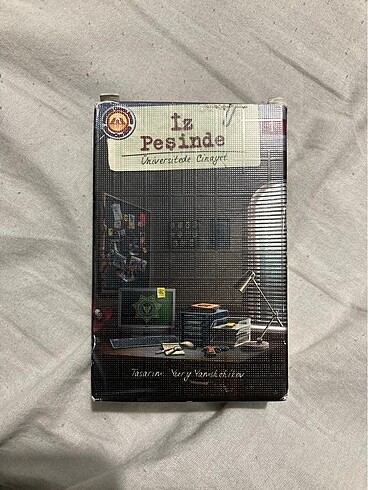 İz
Peşinde
Üniversitede Cinayet
Tasarım: Yury Yamshchikov